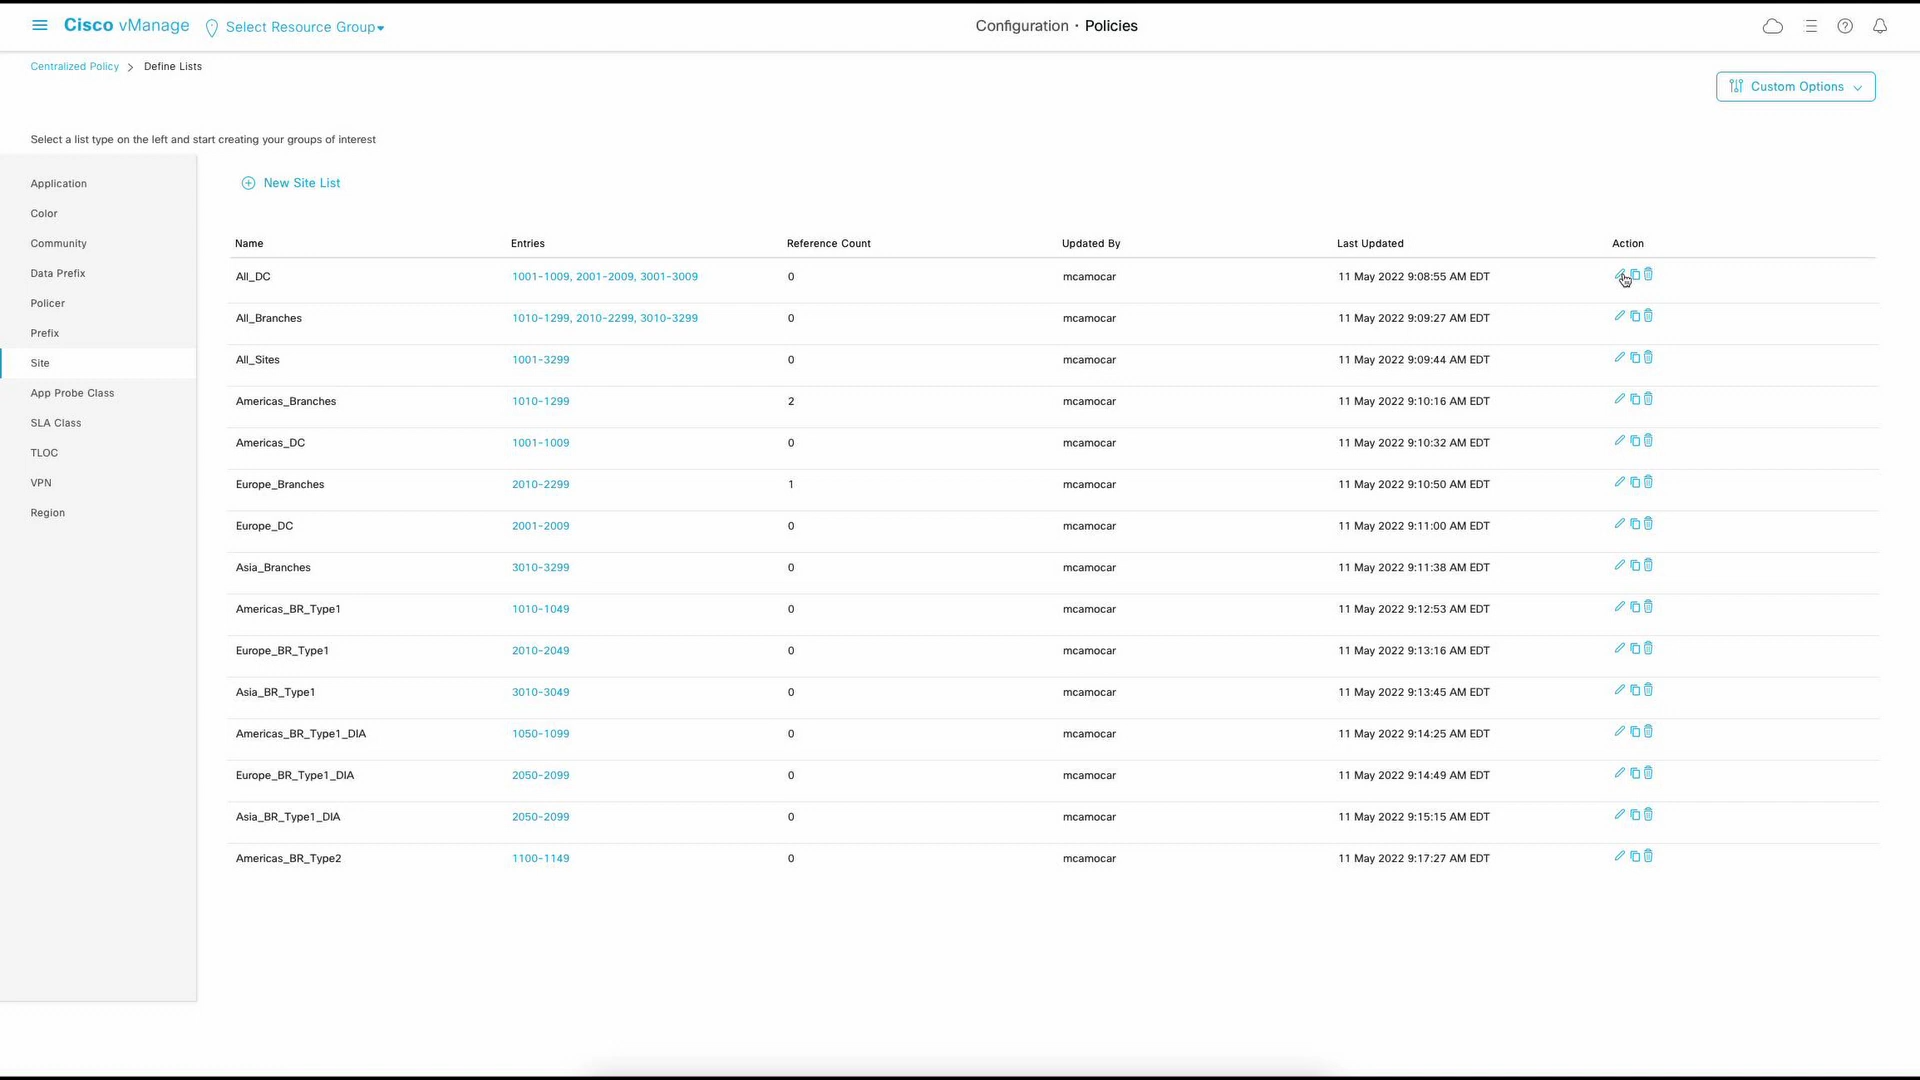 Cisco vManage
Select Resource Group
Configuration · Policies
Centralized Policy > Define Lists
Custom Options
Select a list type on the left and start creating your groups of interest
Application
Color
Community
Data Prefix
Policer
Prefix
Site
App Probe Class
SLA Class
TLOC
VPN
Region
New Site List
Name Entries Reference Count Updated By Last Updated Action
All_DC 1001-1009, 2001-2009, 3001-3009 0 mcamocar 11 May 2022 9:08:55 AM EDT
All_Branches 1010-1299, 2010-2299, 3010-3299 0 mcamocar 11 May 2022 9:09:27 AM EDT
All_Sites 1001-3299 0 mcamocar 11 May 2022 9:09:44 AM EDT
Americas_Branches 1010-1299 2 mcamocar 11 May 2022 9:10:16 AM EDT
Americas_DC 1001-1009 0 mcamocar 11 May 2022 9:10:32 AM EDT
Europe_Branches 2010-2299 1 mcamocar 11 May 2022 9:10:50 AM EDT
Europe_DC 2001-2009 0 mcamocar 11 May 2022 9:11:00 AM EDT
Asia_Branches 3010-3299 0 mcamocar 11 May 2022 9:11:38 AM EDT
Americas_BR_Type1 1010-1049 0 mcamocar 11 May 2022 9:12:53 AM EDT
Europe_BR_Type1 2010-2049 0 mcamocar 11 May 2022 9:13:16 AM EDT
Asia_BR_Type1 3010-3049 0 mcamocar 11 May 2022 9:13:45 AM EDT
Americas_BR_Type1_DIA 1050-1099 0 mcamocar 11 May 2022 9:14:25 AM EDT
Europe_BR_Type1_DIA 2050-2099 0 mcamocar 11 May 2022 9:14:49 AM EDT
Asia_BR_Type1_DIA 2050-2099 0 mcamocar 11 May 2022 9:15:15 AM EDT
Americas_BR_Type2 1100-1149 0 mcamocar 11 May 2022 9:17:27 AM EDT